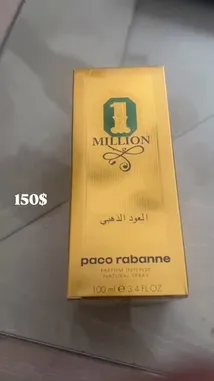 1
MILLION
150$
العود الذهبي
paco rabanne
PARFUM INTENSE
NATURAL SPRAY
100 ml ℮ 3.4 FL.OZ